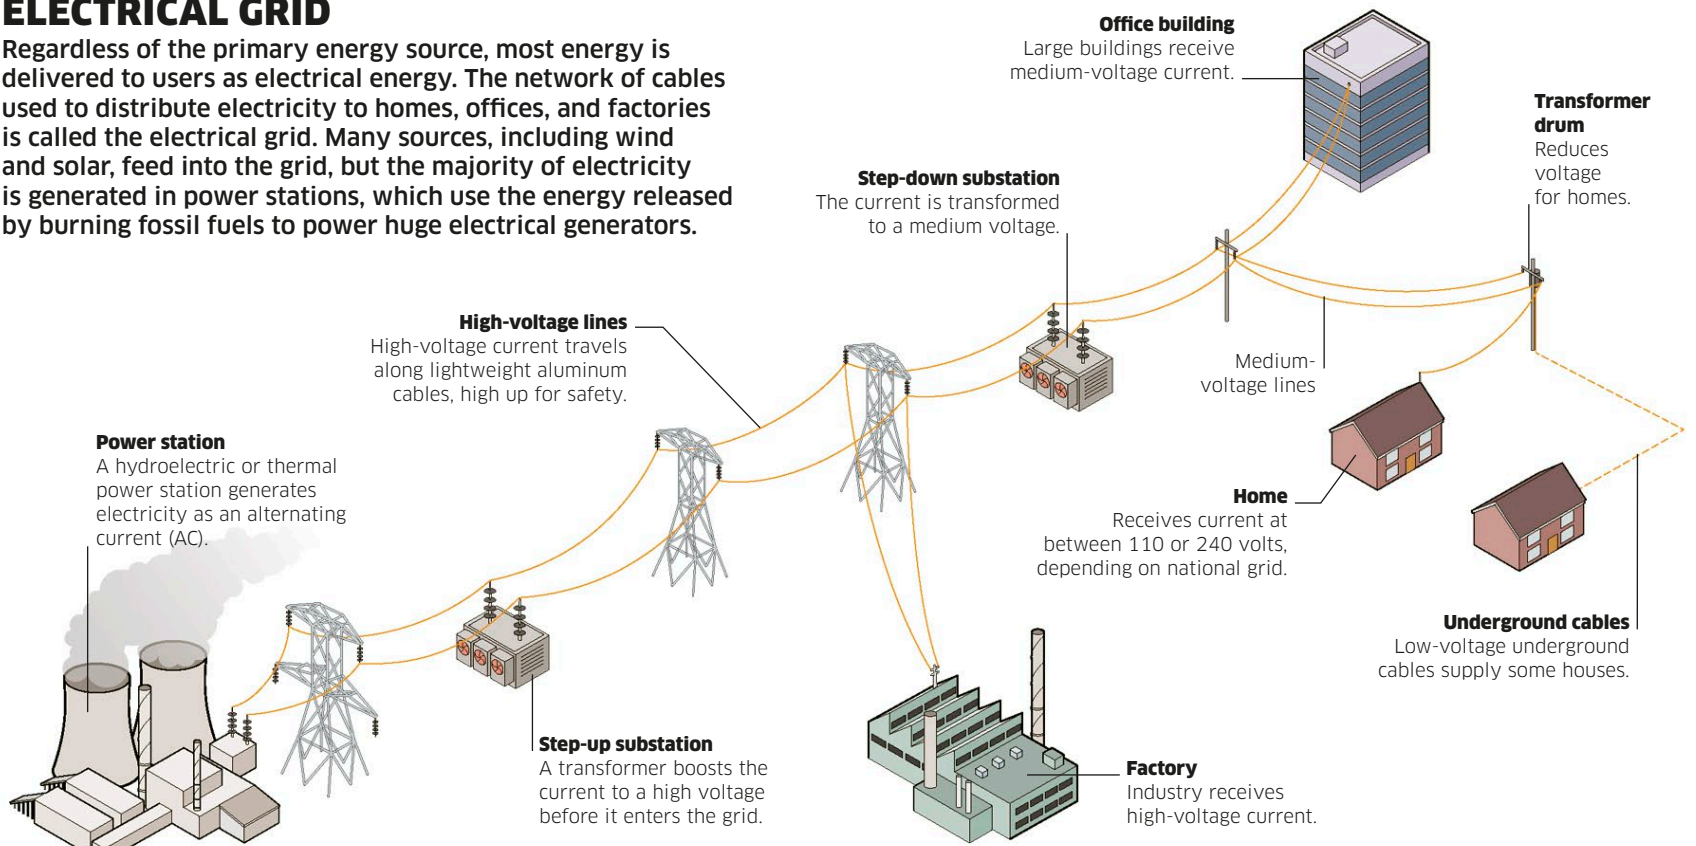 ELECTRICAL GRID
Regardless of the primary energy source, most energy is
delivered to users as electrical energy. The network of cables
used to distribute electricity to homes, offices, and factories
is called the electrical grid. Many sources, including wind
and solar, feed into the grid, but the majority of electricity
is generated in power stations, which use the energy released
by burning fossil fuels to power huge electrical generators.
Office building
Large buildings receive
medium-voltage current.
Transformer
drum
Reduces
voltage
for homes.
Step-down substation
The current is transformed
to a medium voltage.
High-voltage lines
High-voltage current travels
along lightweight aluminum
cables, high up for safety.
Medium-
voltage lines
Power station
A hydroelectric or thermal
power station generates
electricity as an alternating
current (AC).
Home
Receives current at
between 110 or 240 volts,
depending on national grid.
Underground cables
Low-voltage underground
cables supply some houses.
Step-up substation
A transformer boosts the
current to a high voltage
before it enters the grid.
Factory
Industry receives
high-voltage current.